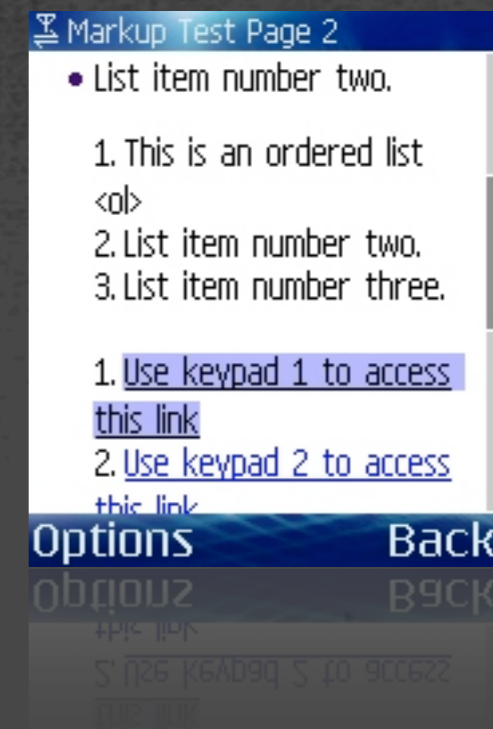 Markup Test Page 2
• List item number two.
1. This is an ordered list
<ol>
2. List item number two.
3. List item number three.
1. Use keypad 1 to access
this link
2. Use keypad 2 to access
this link
Options Back